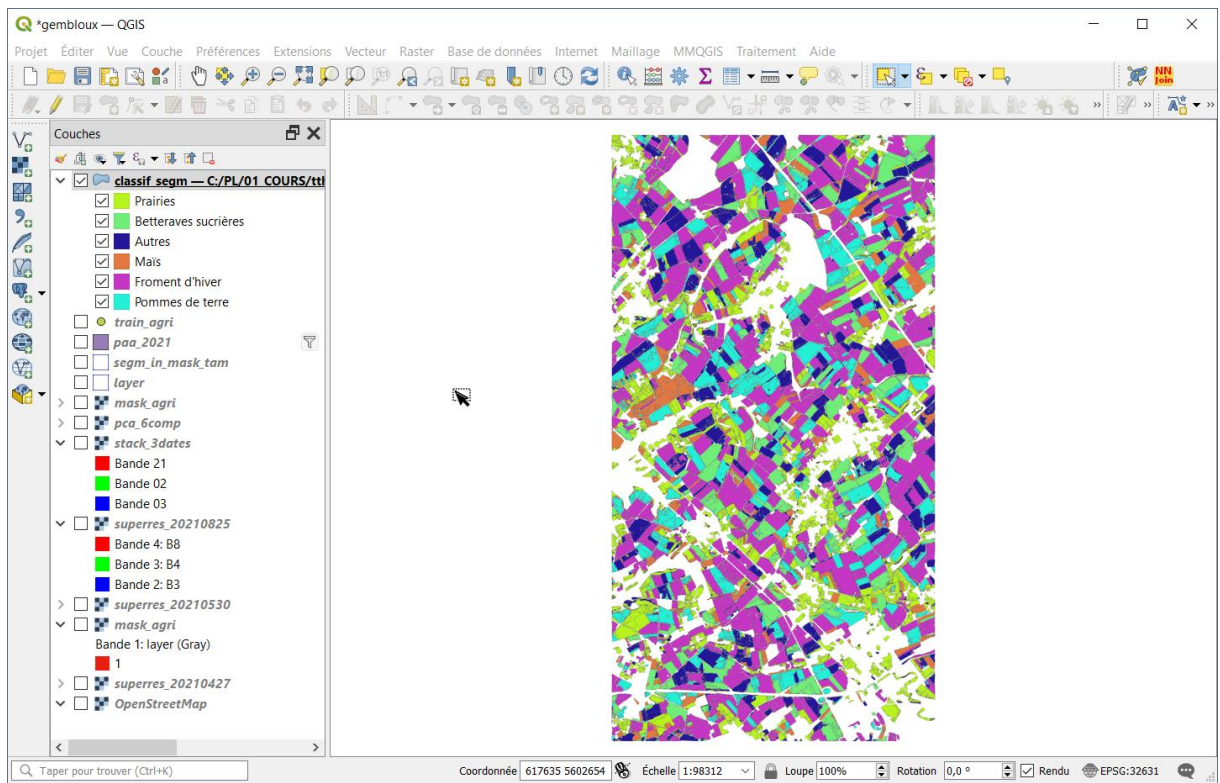 *gembloux — QGIS
Projet Éditer Vue Couche Préférences Extensions Vecteur Raster Base de données Internet Maillage MMQGIS Traitement Aide
NN
Join
Couches
classif_segm — C:/PL/01_COURS/ttl
Prairies
Betteraves sucrières
Autres
Maïs
Froment d'hiver
Pommes de terre
train_agri
paa_2021
segm_in_mask_tam
layer
mask_agri
pca_6comp
stack_3dates
Bande 21
Bande 02
Bande 03
superres_20210825
Bande 4: B8
Bande 3: B4
Bande 2: B3
superres_20210530
mask_agri
Bande 1: layer (Gray)
1
superres_20210427
OpenStreetMap
Taper pour trouver (Ctrl+K) Coordonnée 617635 5602654 Échelle 1:98312 Loupe 100% Rotation 0,0 ° Rendu EPSG:32631